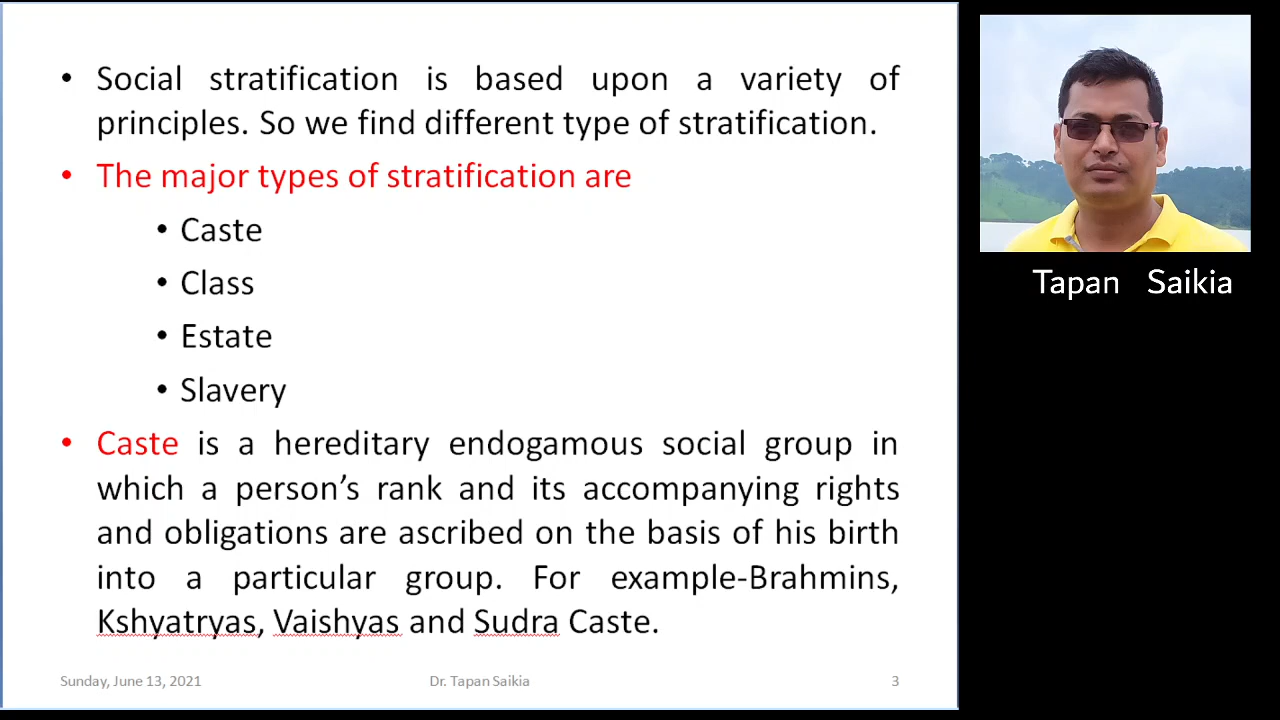 • Social stratification is based upon a variety of
principles. So we find different type of stratification.
• The major types of stratification are
• Caste
• Class
• Estate
• Slavery
• Caste is a hereditary endogamous social group in
which a person’s rank and its accompanying rights
and obligations are ascribed on the basis of his birth
into a particular group. For example-Brahmins,
Kshyatryas, Vaishyas and Sudra Caste.
Sunday, June 13, 2021 Dr. Tapan Saikia 3
Tapan Saikia